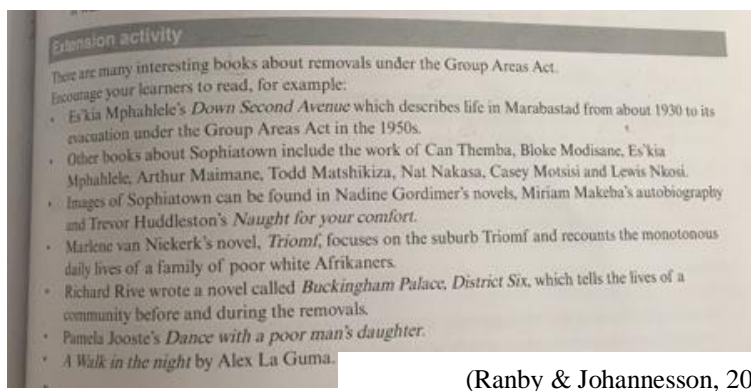 Extension activity
There are many interesting books about removals under the Group Areas Act.
Encourage your learners to read, for example:
• Es'kia Mphahlele's Down Second Avenue which describes life in Marabastad from about 1930 to its
evacuation under the Group Areas Act in the 1950s.
• Other books about Sophiatown include the work of Can Themba, Bloke Modisane, Es'kia
Mphahlele, Arthur Maimane, Todd Matshikiza, Nat Nakasa, Casey Motsisi and Lewis Nkosi.
• Images of Sophiatown can be found in Nadine Gordimer's novels, Miriam Makeba's autobiography
and Trevor Huddleston's Naught for your comfort.
• Marlene van Niekerk's novel, Triomf, focuses on the suburb Triomf and recounts the monotonous
daily lives of a family of poor white Afrikaners.
• Richard Rive wrote a novel called Buckingham Palace, District Six, which tells the lives of a
community before and during the removals.
• Pamela Jooste's Dance with a poor man's daughter.
• A Walk in the night by Alex La Guma.
(Ranby & Johannesson, 20